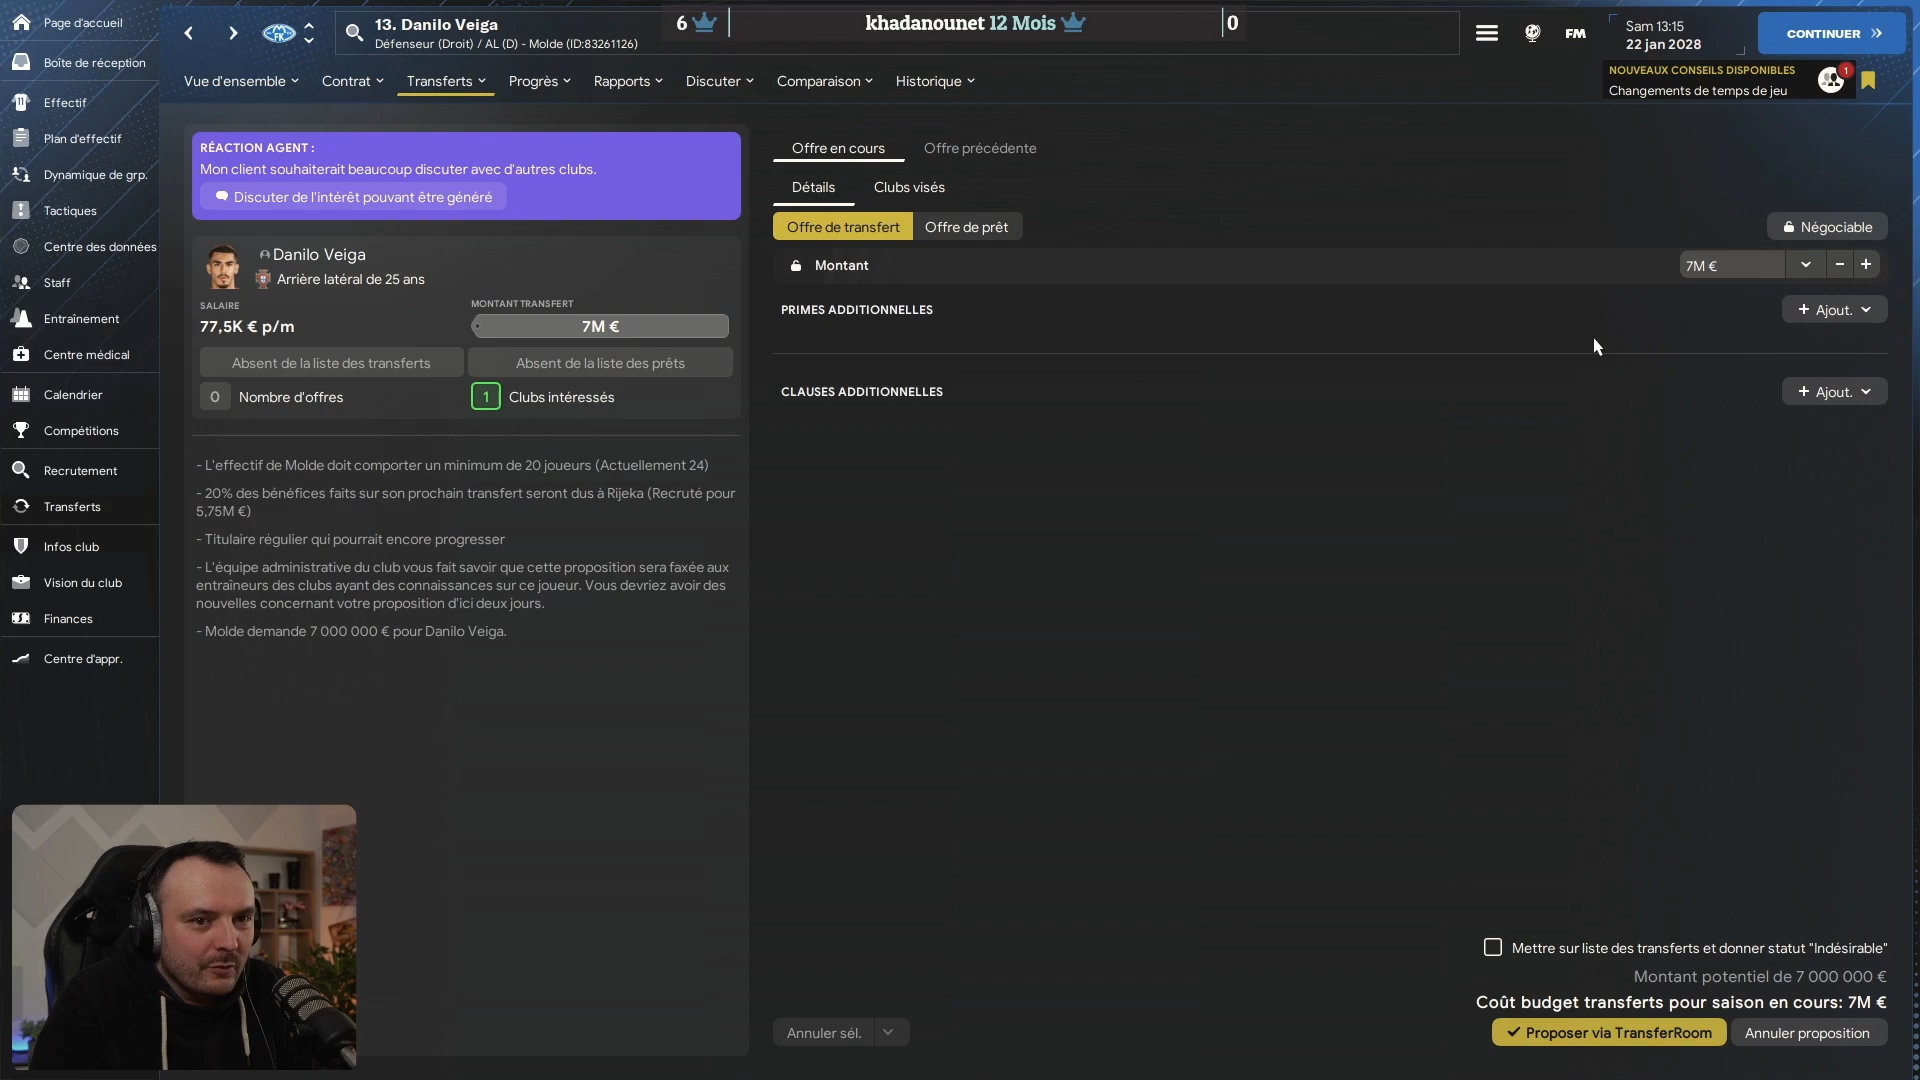 Page d'accueil
Boîte de réception
Effectif
Plan d'effectif
Dynamique de grp.
Tactiques
Centre des données
Staff
Entraînement
Centre médical
Calendrier
Compétitions
Recrutement
Transferts
Infos club
Vision du club
Finances
Centre d'appr.
13. Danilo Veiga
Défenseur (Droit) / AL (D) - Molde (ID:83261126)
6
khadanounet 12 Mois
0
FM
Sam 13:15
22 jan 2028
CONTINUER
Vue d'ensemble
Contrat
Transferts
Progrès
Rapports
Discuter
Comparaison
Historique
NOUVEAUX CONSEILS DISPONIBLES
Changements de temps de jeu
1
RÉACTION AGENT :
Mon client souhaiterait beaucoup discuter avec d'autres clubs.
Discuter de l'intérêt pouvant être généré
Danilo Veiga
Arrière latéral de 25 ans
SALAIRE
77,5K € p/m
MONTANT TRANSFERT
7M €
Absent de la liste des transferts
Absent de la liste des prêts
0 Nombre d'offres
1 Clubs intéressés
- L'effectif de Molde doit comporter un minimum de 20 joueurs (Actuellement 24)
- 20% des bénéfices faits sur son prochain transfert seront dus à Rijeka (Recruté pour
5,75M €)
- Titulaire régulier qui pourrait encore progresser
- L'équipe administrative du club vous fait savoir que cette proposition sera faxée aux
entraîneurs des clubs ayant des connaissances sur ce joueur. Vous devriez avoir des
nouvelles concernant votre proposition d'ici deux jours.
- Molde demande 7 000 000 € pour Danilo Veiga.
Offre en cours
Offre précédente
Détails
Clubs visés
Offre de transfert
Offre de prêt
Négociable
Montant
7M €
PRIMES ADDITIONNELLES
+ Ajout.
CLAUSES ADDITIONNELLES
+ Ajout.
Mettre sur liste des transferts et donner statut "Indésirable"
Montant potentiel de 7 000 000 €
Coût budget transferts pour saison en cours: 7M €
Annuler sél.
Proposer via TransferRoom
Annuler proposition